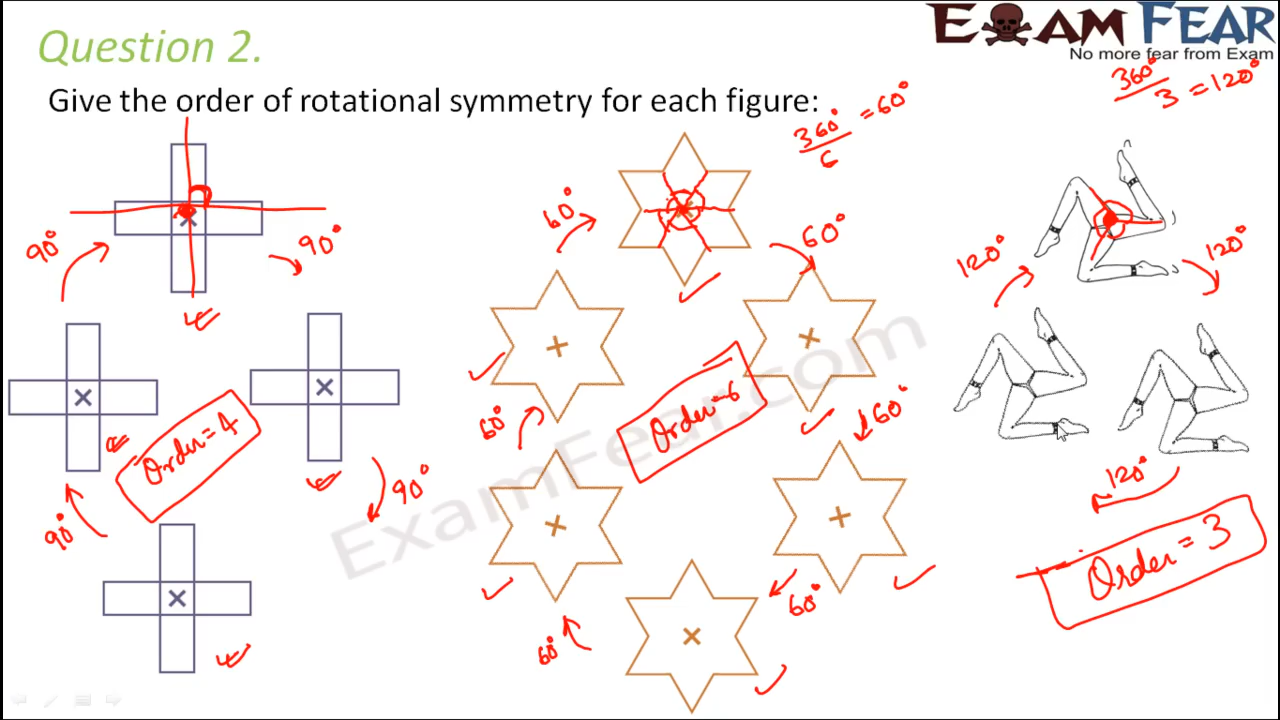 Question 2.
EXAM FEAR
No more fear from Exam
Give the order of rotational symmetry for each figure:
360°/6 = 60°
360°/3 = 120°
90°
90°
60°
60°
120°
120°
Order = 4
Order = 6
60°
60°
90°
90°
120°
Order = 3
60°
60°
ExamFear.com